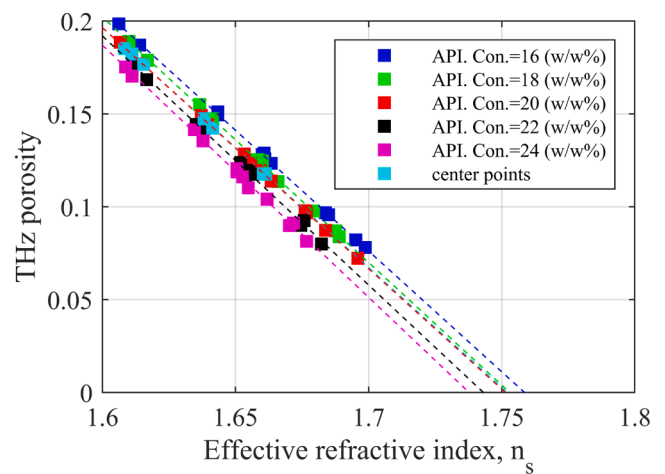 0.2
0.15
0.1
0.05
0
THz porosity
API. Con.=16 (w/w%)
API. Con.=18 (w/w%)
API. Con.=20 (w/w%)
API. Con.=22 (w/w%)
API. Con.=24 (w/w%)
center points
1.6 1.65 1.7 1.75 1.8
Effective refractive index, n_s